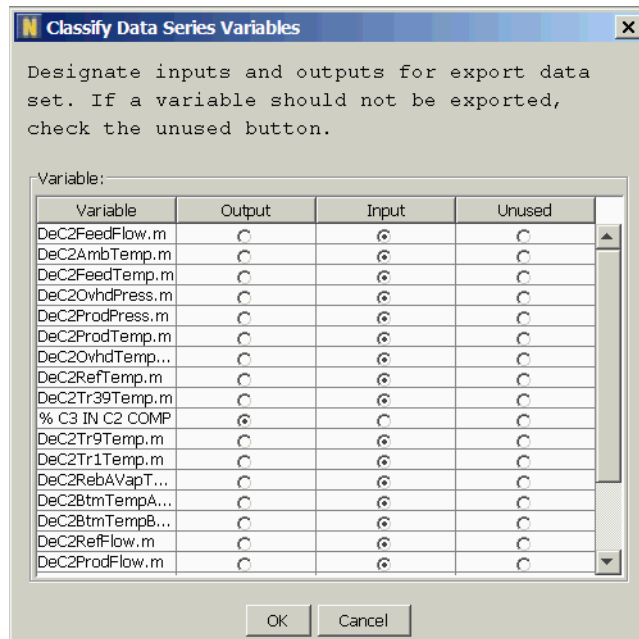 N Classify Data Series Variables
Designate inputs and outputs for export data
set. If a variable should not be exported,
check the unused button.
Variable:
Variable Output Input Unused
DeC2FeedFlow.m
DeC2AmbTemp.m
DeC2FeedTemp.m
DeC2OvhdPress.m
DeC2ProdPress.m
DeC2ProdTemp.m
DeC2OvhdTemp...
DeC2RefTemp.m
DeC2Tr39Temp.m
% C3 IN C2 COMP
DeC2Tr9Temp.m
DeC2Tr1Temp.m
DeC2RebAVapT...
DeC2BtmTempA...
DeC2BtmTempB...
DeC2RefFlow.m
DeC2ProdFlow.m
OK Cancel